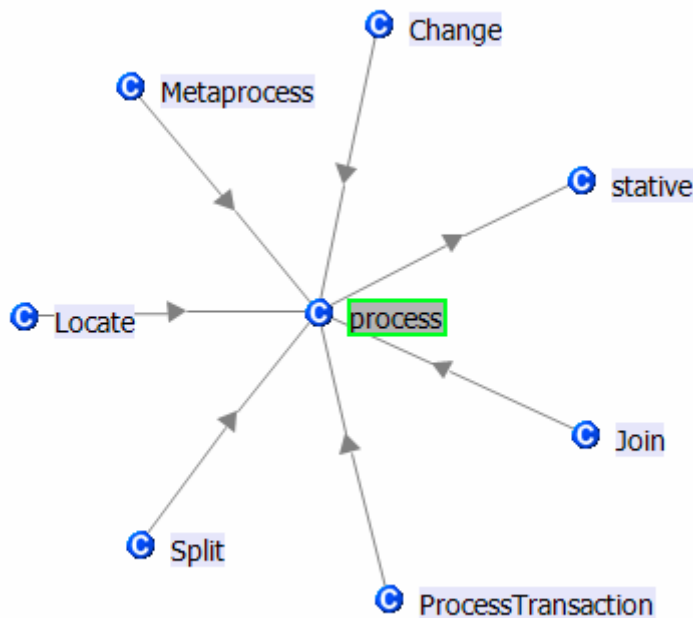 Change
Metaprocess
stative
Locate
process
Join
Split
ProcessTransaction